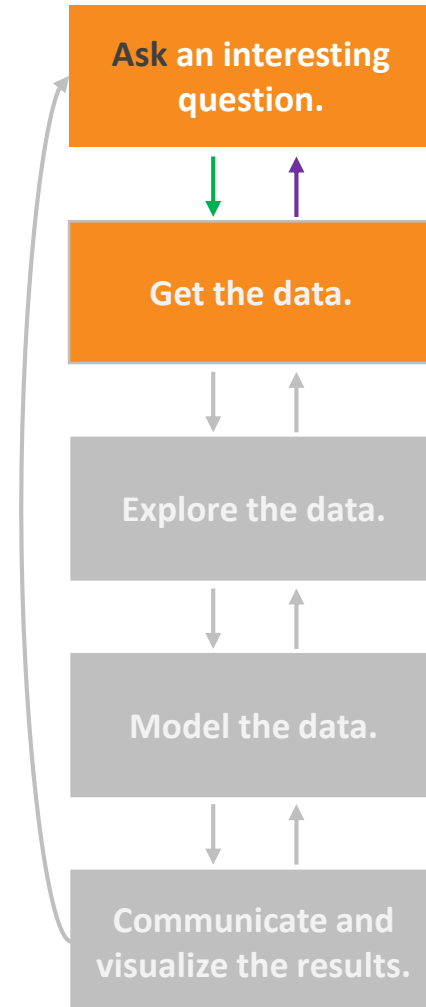 Ask an interesting
question.
Get the data.
Explore the data.
Model the data.
Communicate and
visualize the results.